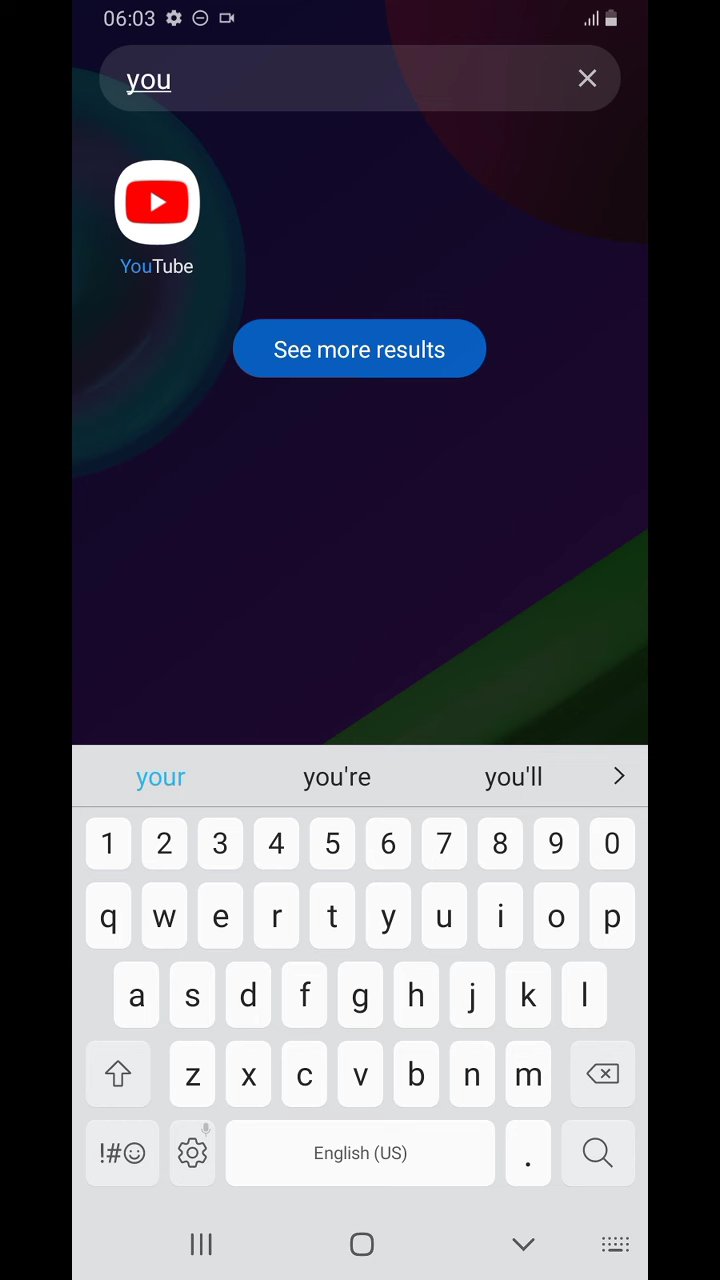 06:03
you
YouTube
See more results
your you're you'll
1 2 3 4 5 6 7 8 9 0
q w e r t y u i o p
a s d f g h j k l
z x c v b n m
!#☺ English (US) .